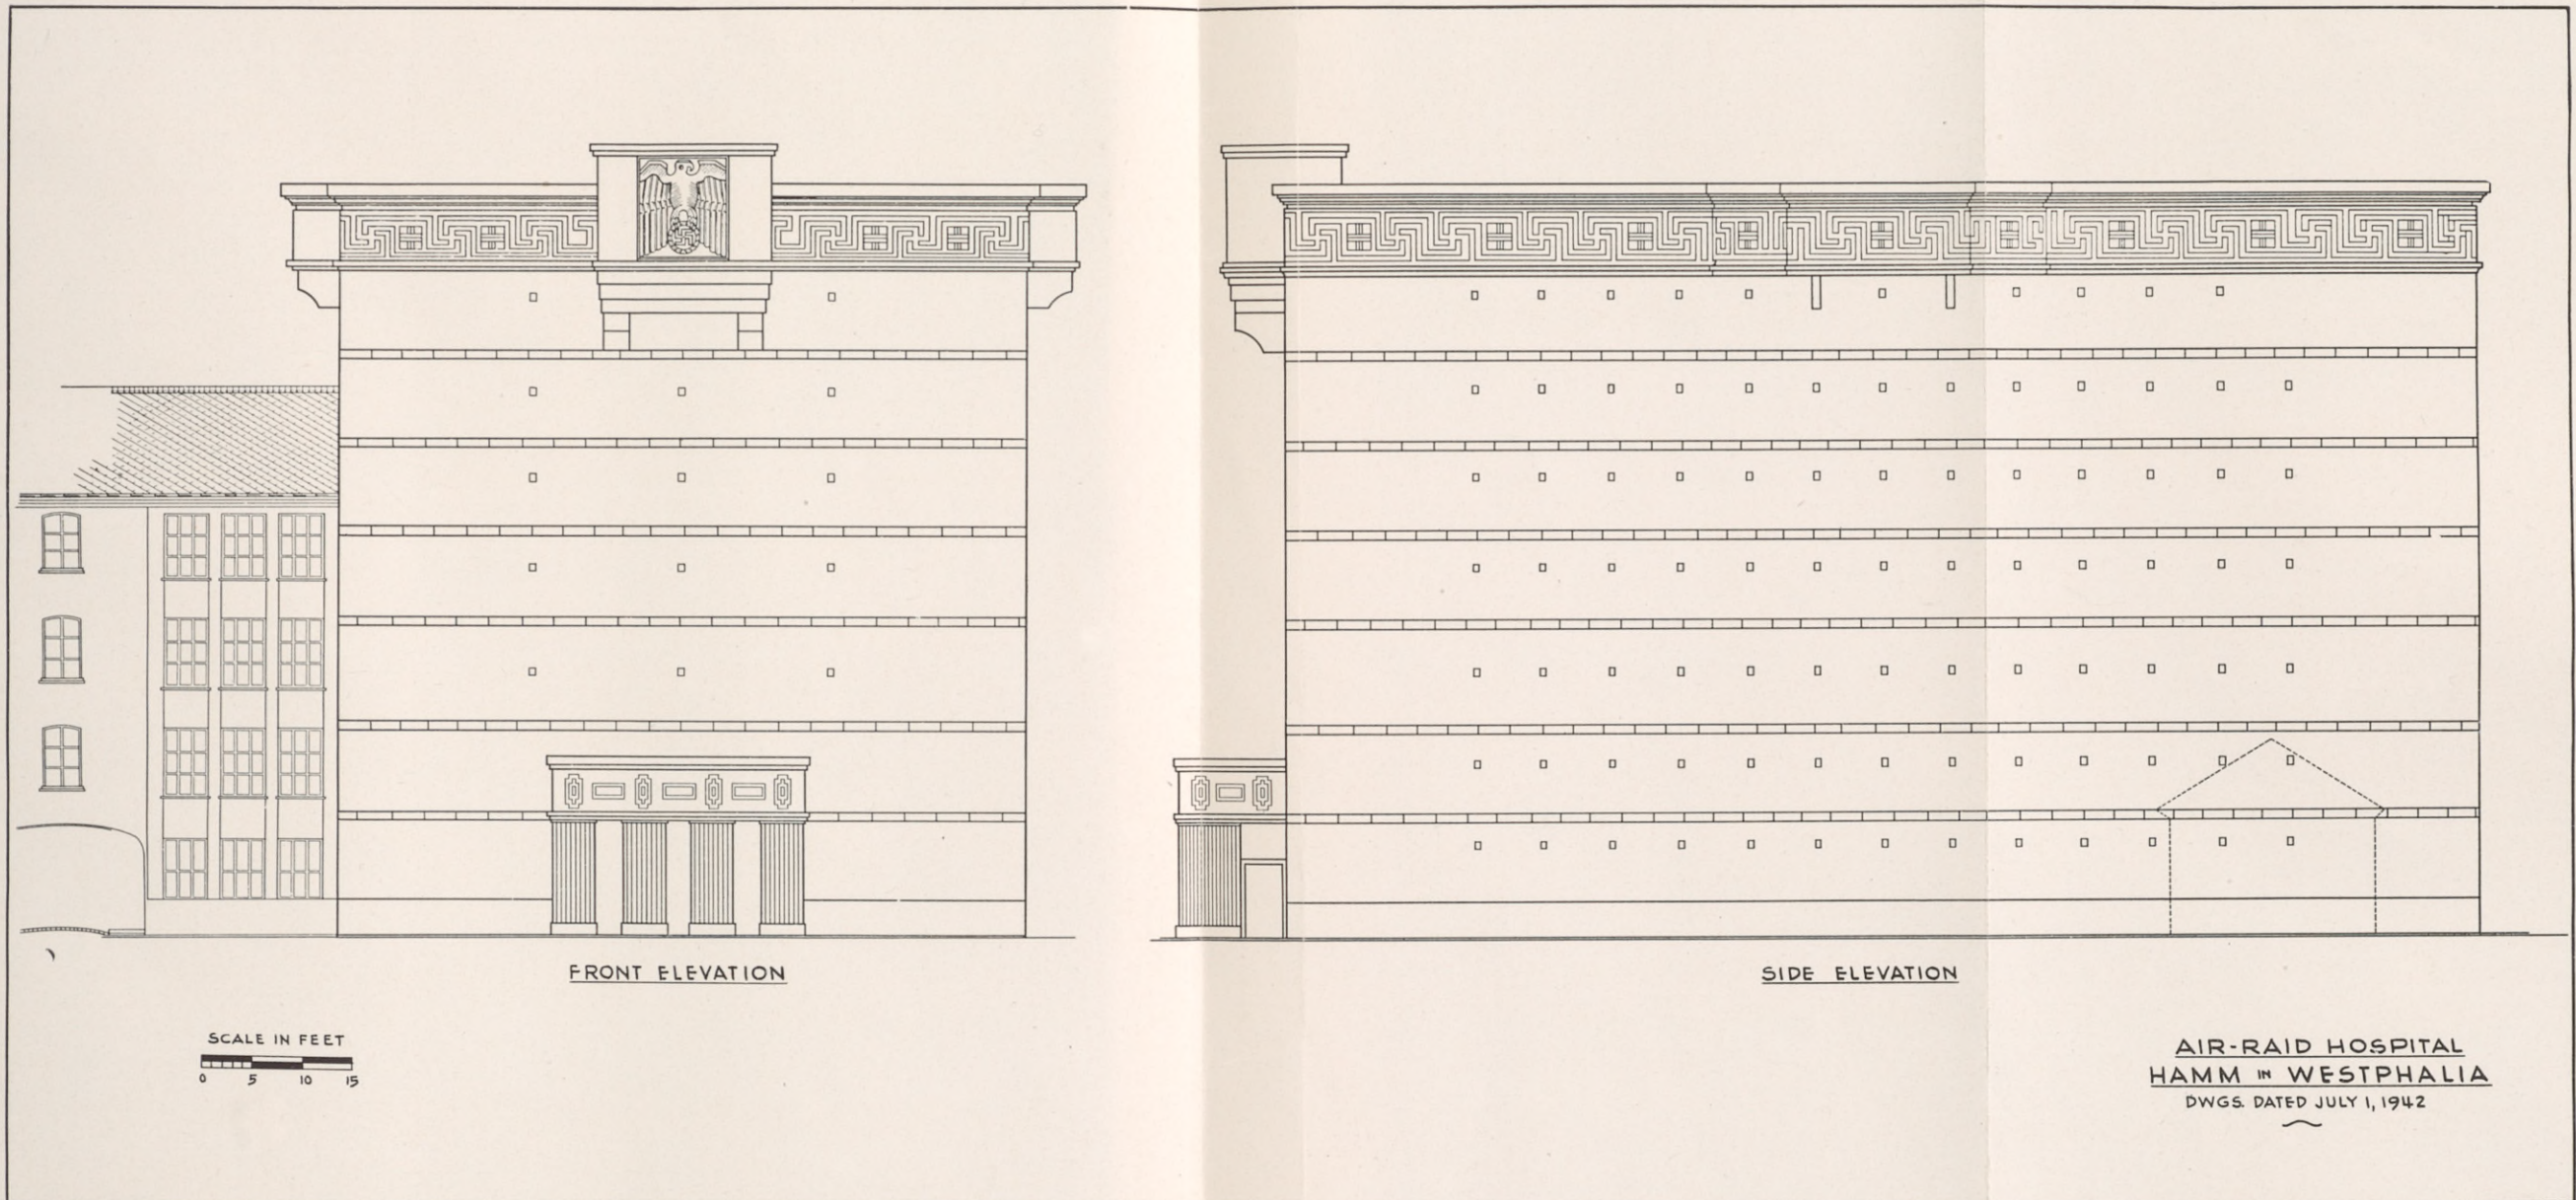 FRONT ELEVATION
SIDE ELEVATION
SCALE IN FEET
0 5 10 15
AIR-RAID HOSPITAL
HAMM IN WESTPHALIA
DWGS. DATED JULY 1, 1942